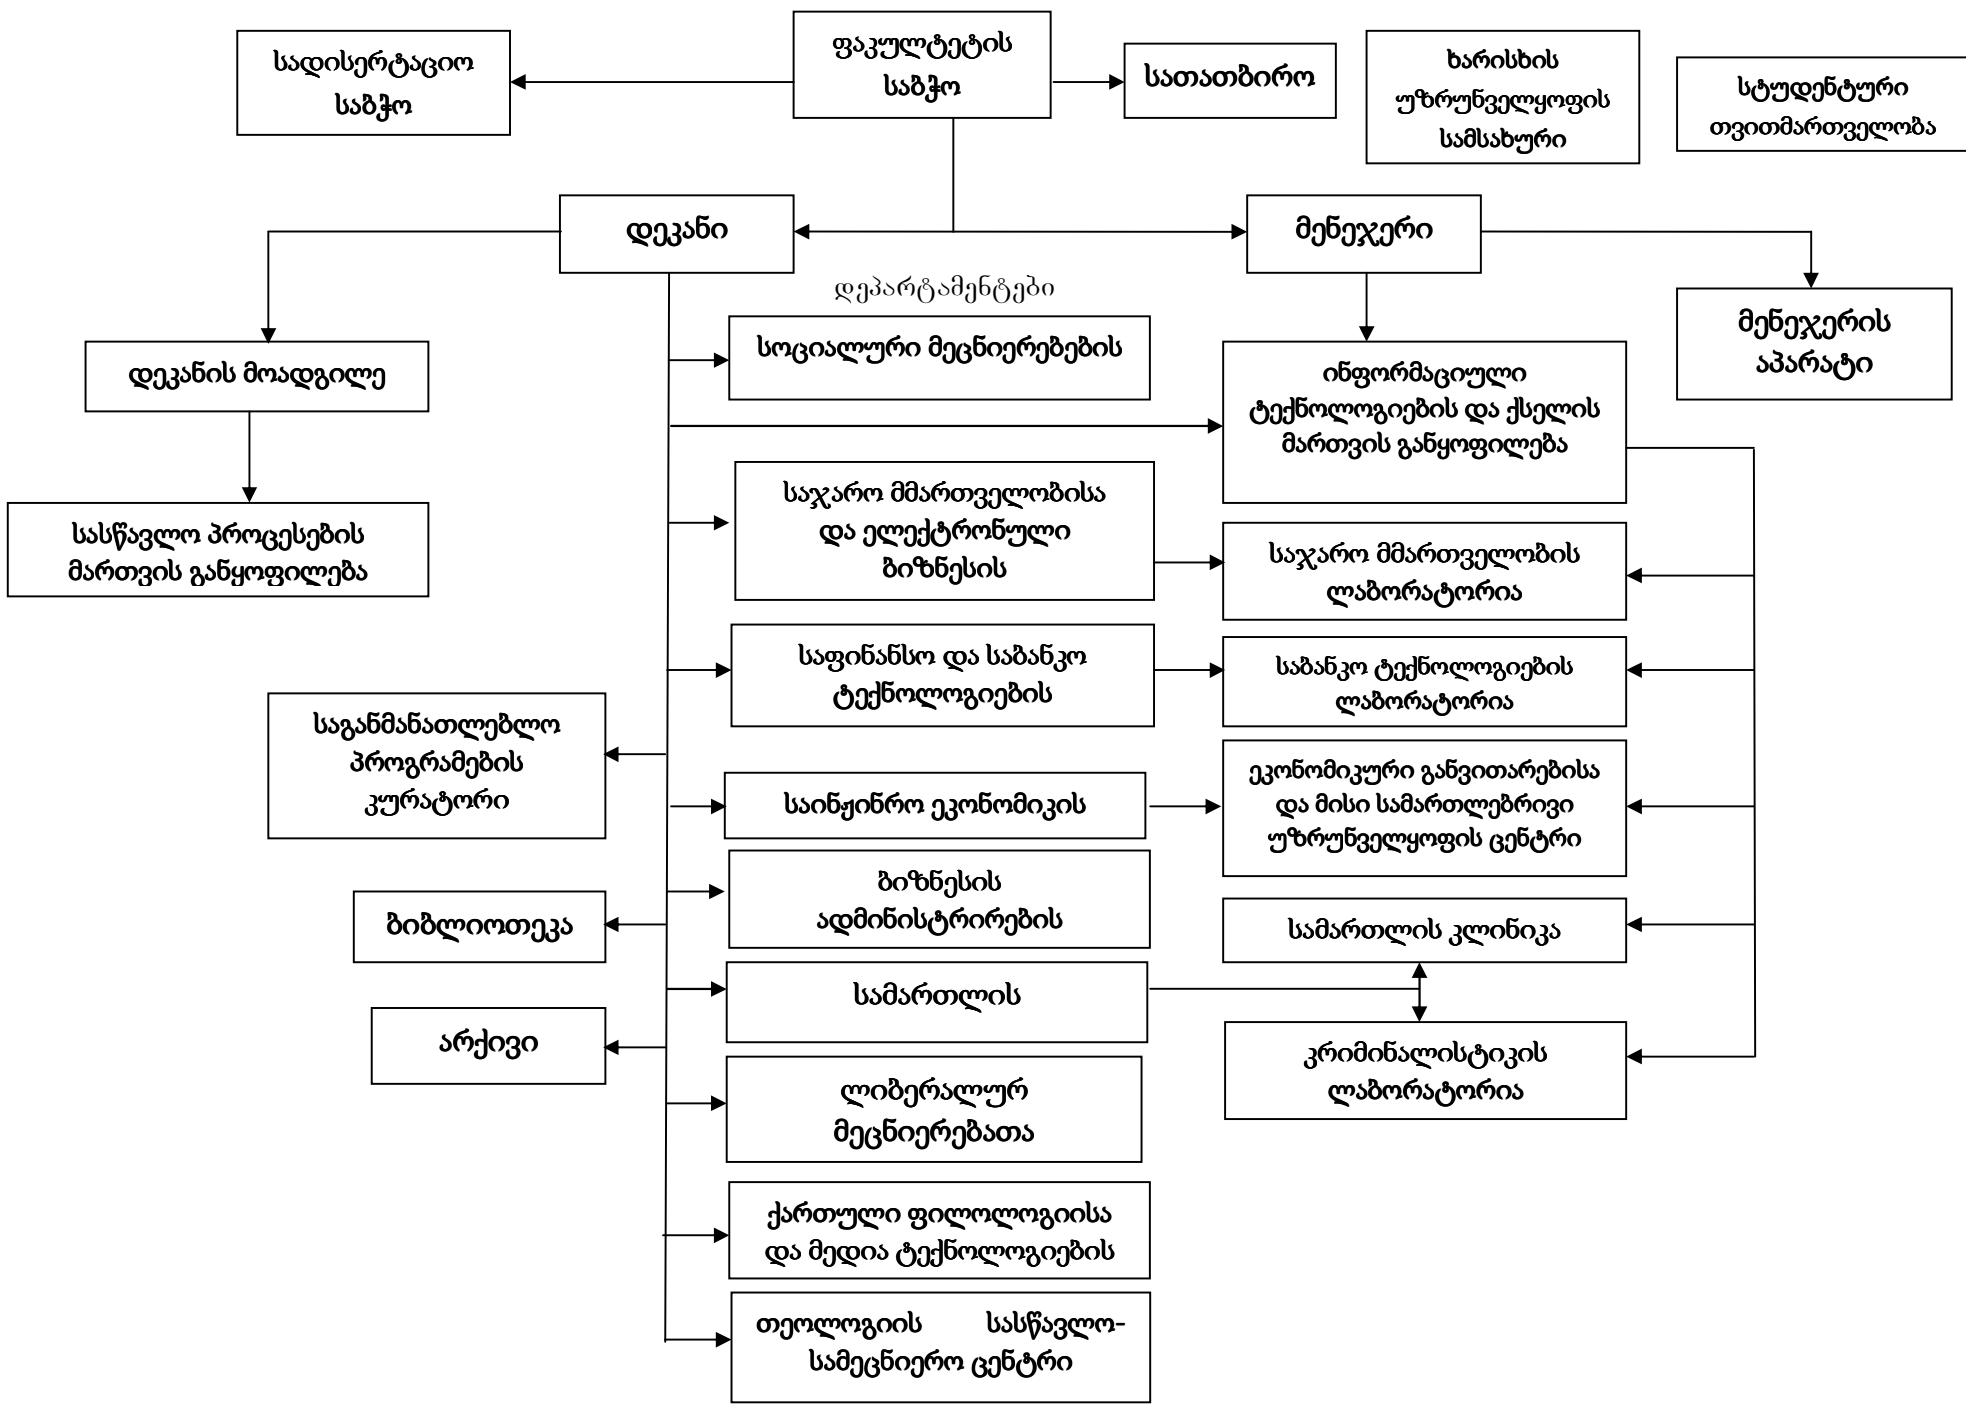 სადისერტაციო
საბჭო
ფაკულტეტის
საბჭო
სათათბირო
ხარისხის
უზრუნველყოფის
სამსახური
სტუდენტური
თვითმართველობა
დეკანი
მენეჯერი
დეპარტამენტები
დეკანის მოადგილე
სოციალური მეცნიერებების
ინფორმაციული
ტექნოლოგიების და ქსელის
მართვის განყოფილება
მენეჯერის
აპარატი
სასწავლო პროცესების
მართვის განყოფილება
საჯარო მმართველობისა
და ელექტრონული
ბიზნესის
საჯარო მმართველობის
ლაბორატორია
საფინანსო და საბანკო
ტექნოლოგიების
საბანკო ტექნოლოგიების
ლაბორატორია
საგანმანათლებლო
პროგრამების
კურატორი
საინჟინრო ეკონომიკის
ეკონომიკური განვითარებისა
და მისი სამართლებრივი
უზრუნველყოფის ცენტრი
ბიზნესის
ადმინისტრირების
ბიბლიოთეკა
სამართლის კლინიკა
სამართლის
არქივი
კრიმინალისტიკის
ლაბორატორია
ლიბერალურ
მეცნიერებათა
ქართული ფილოლოგიისა
და მედია ტექნოლოგიების
თეოლოგიის სასწავლო-
სამეცნიერო ცენტრი